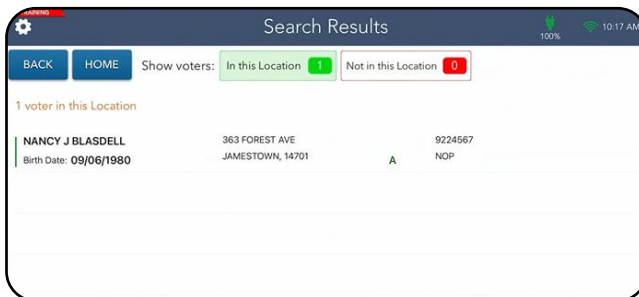 TRAINING
Search Results
100%
10:17 AM
BACK HOME Show voters: In this Location 1 Not in this Location 0
1 voter in this Location
NANCY J BLASDELL 363 FOREST AVE 9224567
Birth Date: 09/06/1980 JAMESTOWN, 14701 A NOP